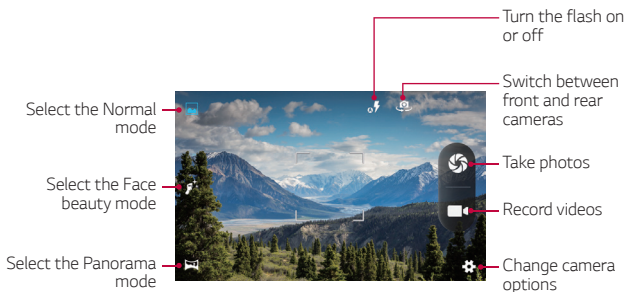 Turn the flash on
or off
Switch between
front and rear
cameras
Select the Normal
mode
Take photos
Select the Face
beauty mode
Record videos
Select the Panorama
mode
Change camera
options